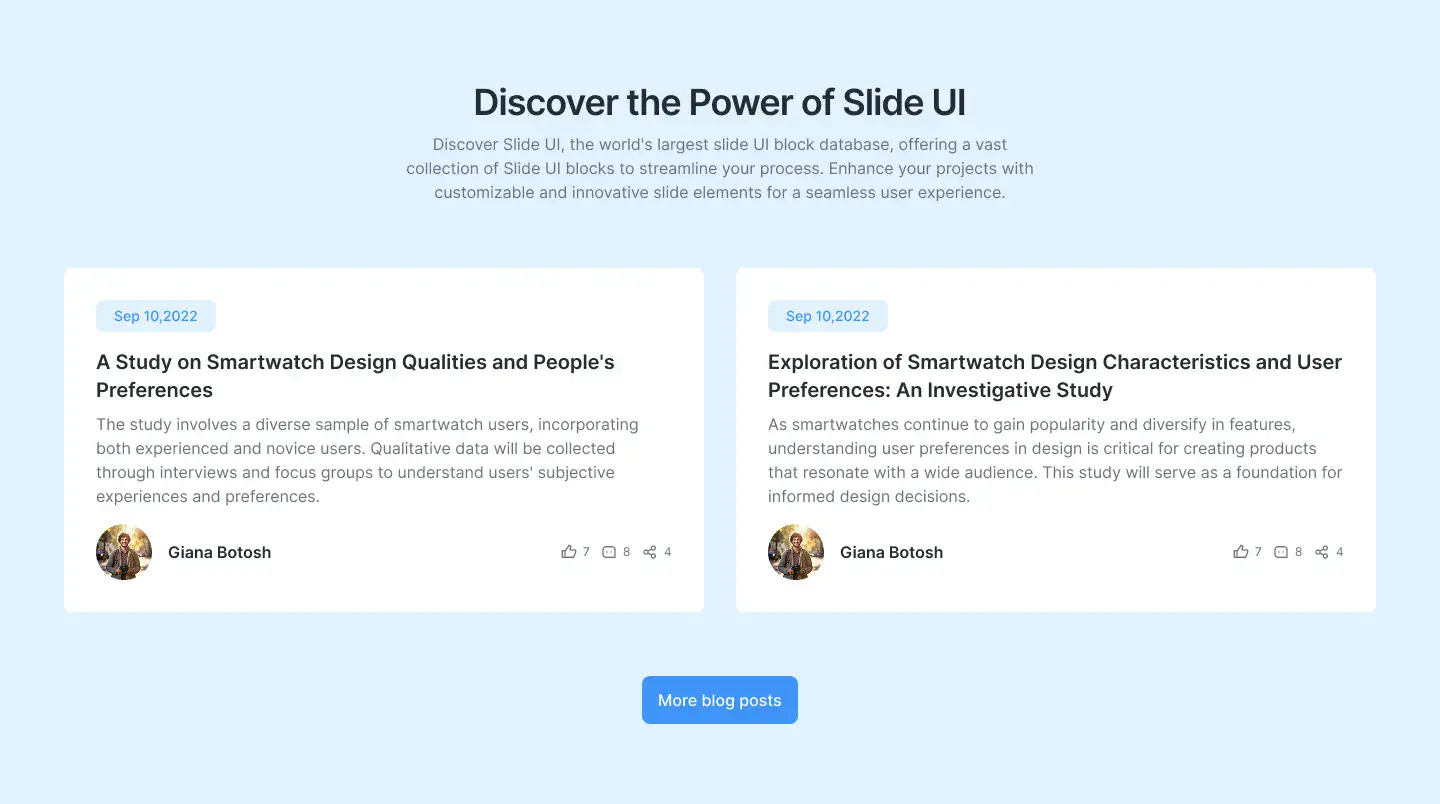 Discover the Power of Slide UI
Discover Slide UI, the world's largest slide UI block database, offering a vast
collection of Slide UI blocks to streamline your process. Enhance your projects with
customizable and innovative slide elements for a seamless user experience.
Sep 10,2022
A Study on Smartwatch Design Qualities and People's
Preferences
The study involves a diverse sample of smartwatch users, incorporating
both experienced and novice users. Qualitative data will be collected
through interviews and focus groups to understand users' subjective
experiences and preferences.
Giana Botosh
7 8 4
Sep 10,2022
Exploration of Smartwatch Design Characteristics and User
Preferences: An Investigative Study
As smartwatches continue to gain popularity and diversify in features,
understanding user preferences in design is critical for creating products
that resonate with a wide audience. This study will serve as a foundation for
informed design decisions.
Giana Botosh
7 8 4
More blog posts